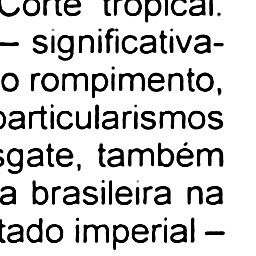 Corte tropical.
– significativa-
o rompimento,
particularismos
sgate, também
a brasileira na
tado imperial –